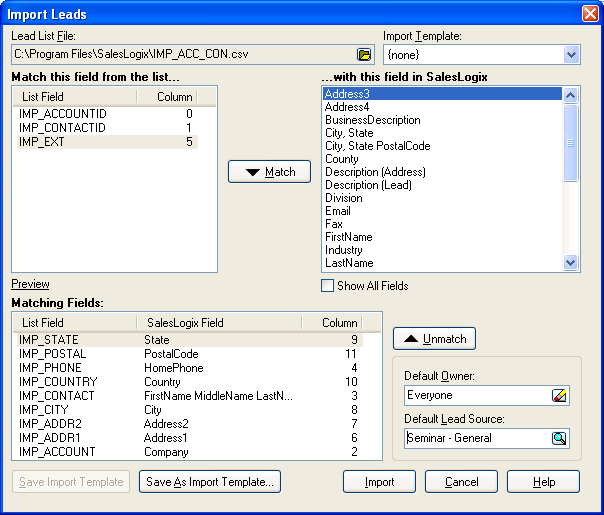 Import Leads
Lead List File:
Import Template:
C:\Program Files\SalesLogix\IMP_ACC_CON.csv
{none}
Match this field from the list...
...with this field in SalesLogix
List Field Column
IMP_ACCOUNTID 0
IMP_CONTACTID 1
IMP_EXT 5
Match
Address3
Address4
BusinessDescription
City, State
City, State PostalCode
County
Description (Address)
Description (Lead)
Division
Email
Fax
FirstName
Industry
LastName
Preview
Show All Fields
Matching Fields:
List Field SalesLogix Field Column
IMP_STATE State 9
IMP_POSTAL PostalCode 11
IMP_PHONE HomePhone 4
IMP_COUNTRY Country 10
IMP_CONTACT FirstName MiddleName LastN... 3
IMP_CITY City 8
IMP_ADDR2 Address2 7
IMP_ADDR1 Address1 6
IMP_ACCOUNT Company 2
Unmatch
Default Owner:
Everyone
Default Lead Source:
Seminar - General
Save Import Template
Save As Import Template...
Import
Cancel
Help